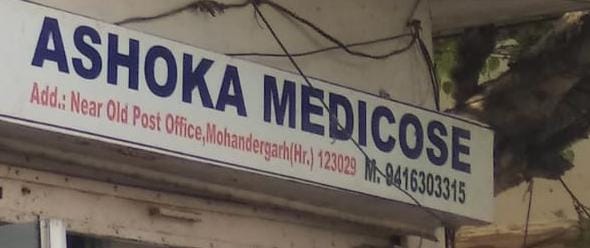 ASHOKA MEDICOSE
Add.: Near Old Post Office,Mohandergarh(Hr.) 123029 M. 9416303315